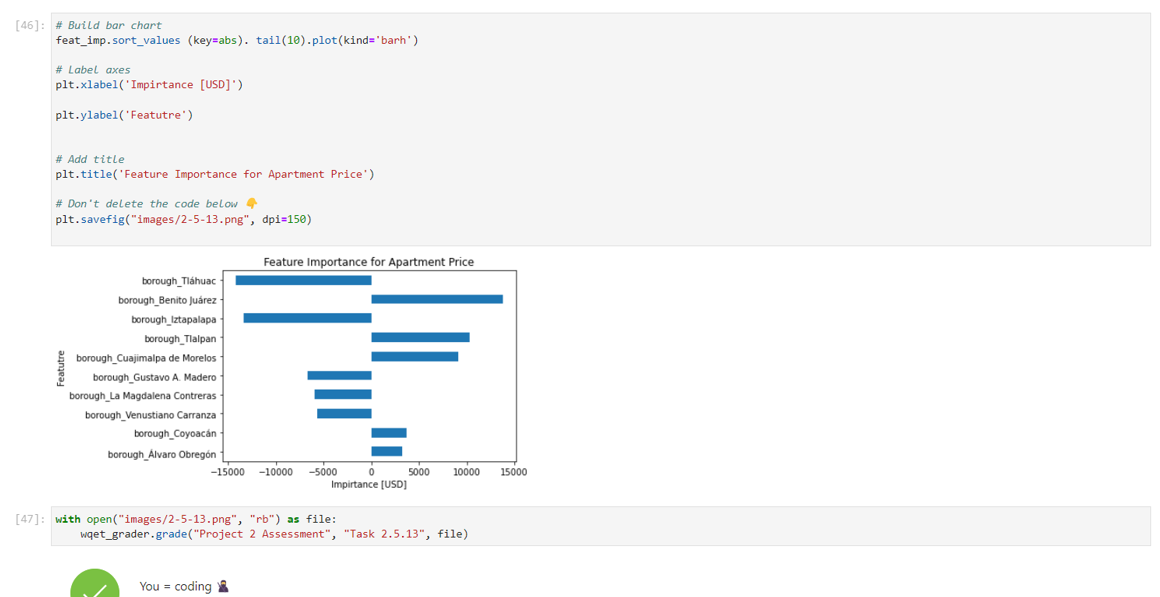 [46]:
# Build bar chart
feat_imp.sort_values (key=abs). tail(10).plot(kind='barh')
# Label axes
plt.xlabel('Impirtance [USD]')
plt.ylabel('Featutre')
# Add title
plt.title('Feature Importance for Apartment Price')
# Don't delete the code below 👇
plt.savefig("images/2-5-13.png", dpi=150)
Feature Importance for Apartment Price
borough_Tláhuac
borough_Benito Juárez
borough_Iztapalapa
borough_Tlalpan
borough_Cuajimalpa de Morelos
borough_Gustavo A. Madero
borough_La Magdalena Contreras
borough_Venustiano Carranza
borough_Coyoacán
borough_Álvaro Obregón
Featutre
−15000 −10000 −5000 0 5000 10000 15000
Impirtance [USD]
[47]:
with open("images/2-5-13.png", "rb") as file:
    wqet_grader.grade("Project 2 Assessment", "Task 2.5.13", file)
You = coding 🥷🏽